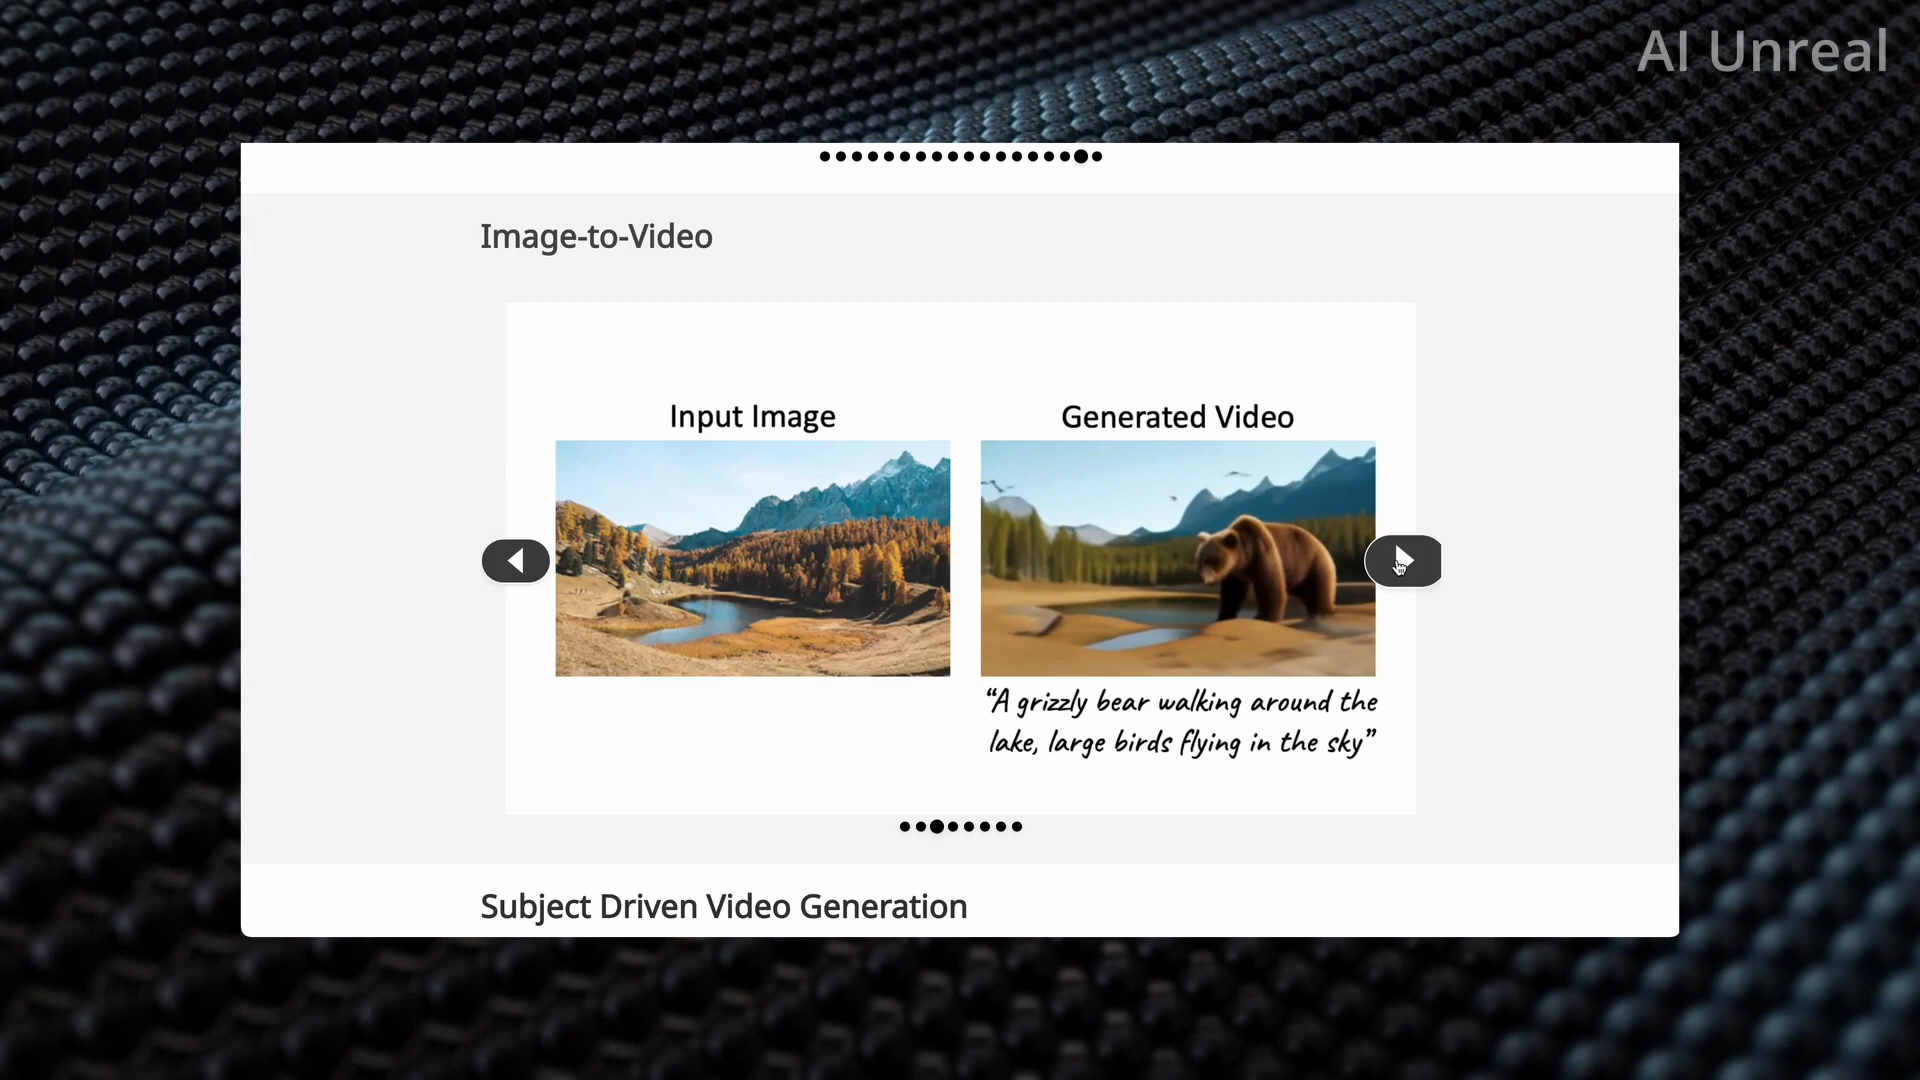 AI Unreal
Image-to-Video
Input Image
Generated Video
“A grizzly bear walking around the
lake, large birds flying in the sky”
Subject Driven Video Generation